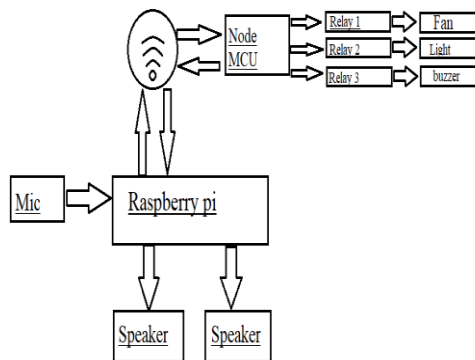 Node
MCU
Relay 1
Fan
Relay 2
Light
Relay 3
buzzer
Mic
Raspberry pi
Speaker
Speaker